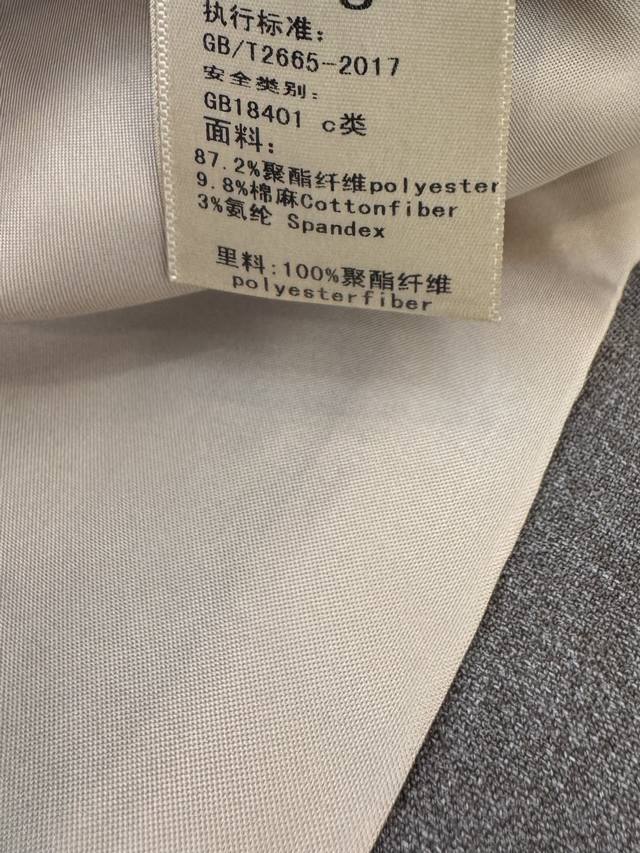 执行标准：
GB/T2665-2017
安全类别：
GB18401 c类
面料：
87.2%聚酯纤维polyester
9.8%棉麻Cottonfiber
3%氨纶 Spandex
里料:100%聚酯纤维
polyesterfiber